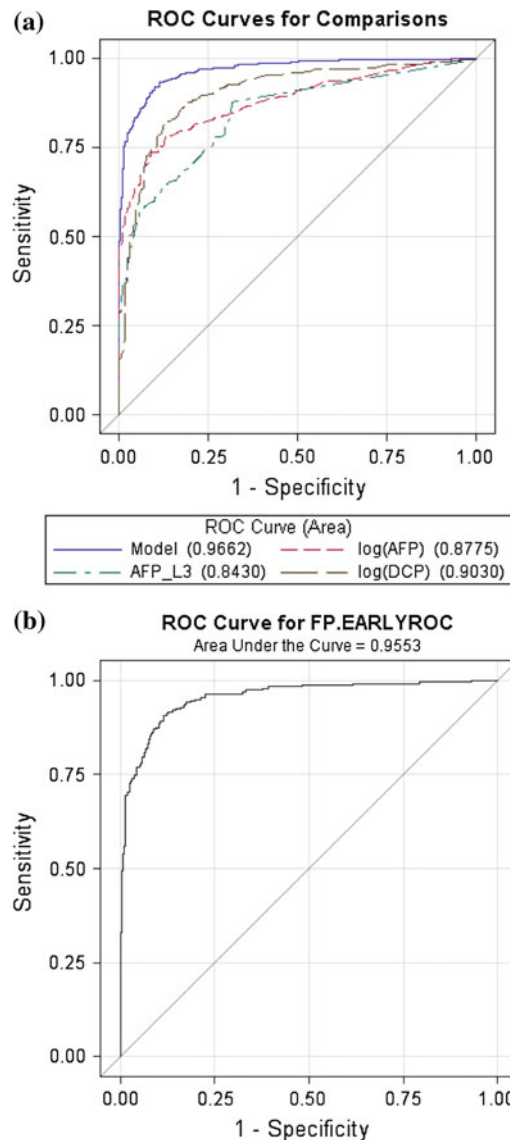 (a)
ROC Curves for Comparisons
1.00
0.75
0.50
0.25
0.00
Sensitivity
0.00 0.25 0.50 0.75 1.00
1 - Specificity
ROC Curve (Area)
Model (0.9662) log(AFP) (0.8775)
AFP_L3 (0.8430) log(DCP) (0.9030)
(b)
ROC Curve for FP.EARLYROC
Area Under the Curve = 0.9553
1.00
0.75
0.50
0.25
0.00
Sensitivity
0.00 0.25 0.50 0.75 1.00
1 - Specificity